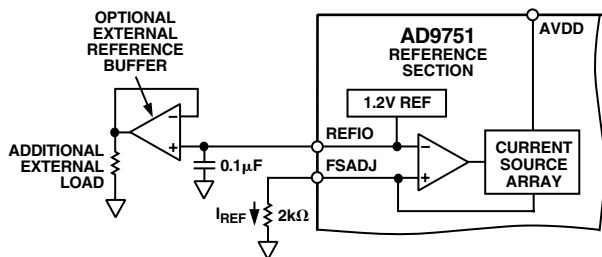 OPTIONAL
EXTERNAL
REFERENCE
BUFFER
AD9751
REFERENCE
SECTION
AVDD
1.2V REF
REFIO
ADDITIONAL
EXTERNAL
LOAD
0.1μF
FSADJ
CURRENT
SOURCE
ARRAY
IREF
2kΩ
−
+
−
+